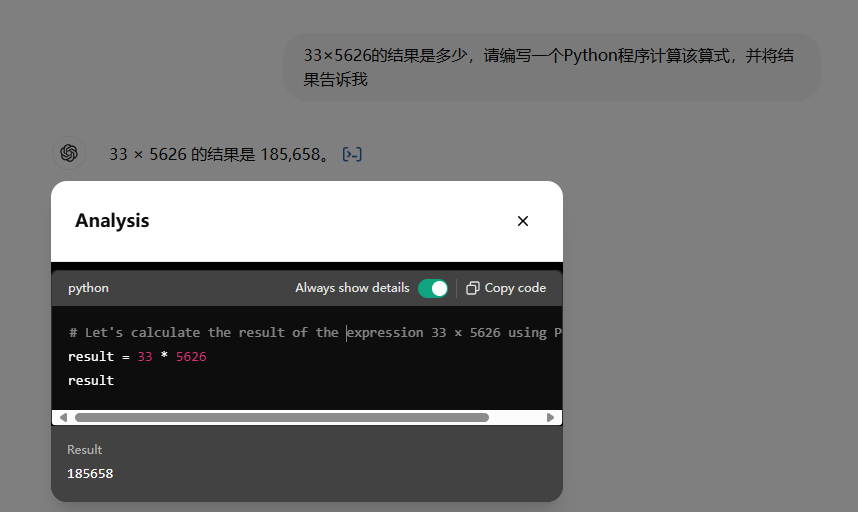 33×5626的结果是多少，请编写一个Python程序计算该算式，并将结
果告诉我
33 × 5626 的结果是 185,658。
Analysis
python Always show details Copy code
# Let's calculate the result of the expression 33 × 5626 using P
result = 33 * 5626
result
Result
185658